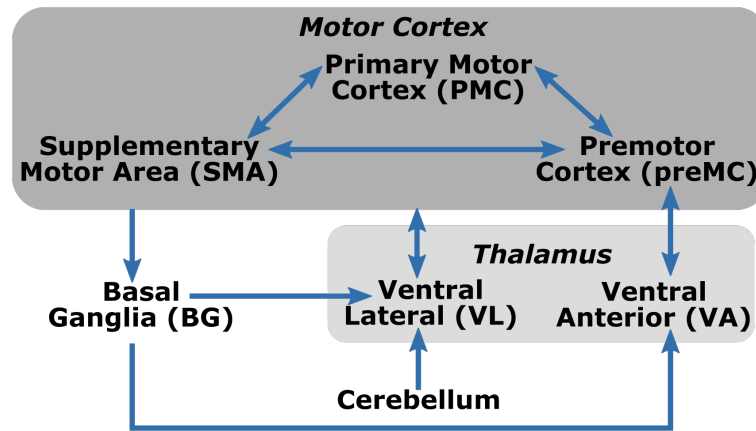 Motor Cortex
Primary Motor
Cortex (PMC)
Supplementary
Motor Area (SMA)
Premotor
Cortex (preMC)
Thalamus
Basal
Ganglia (BG)
Ventral
Lateral (VL)
Ventral
Anterior (VA)
Cerebellum